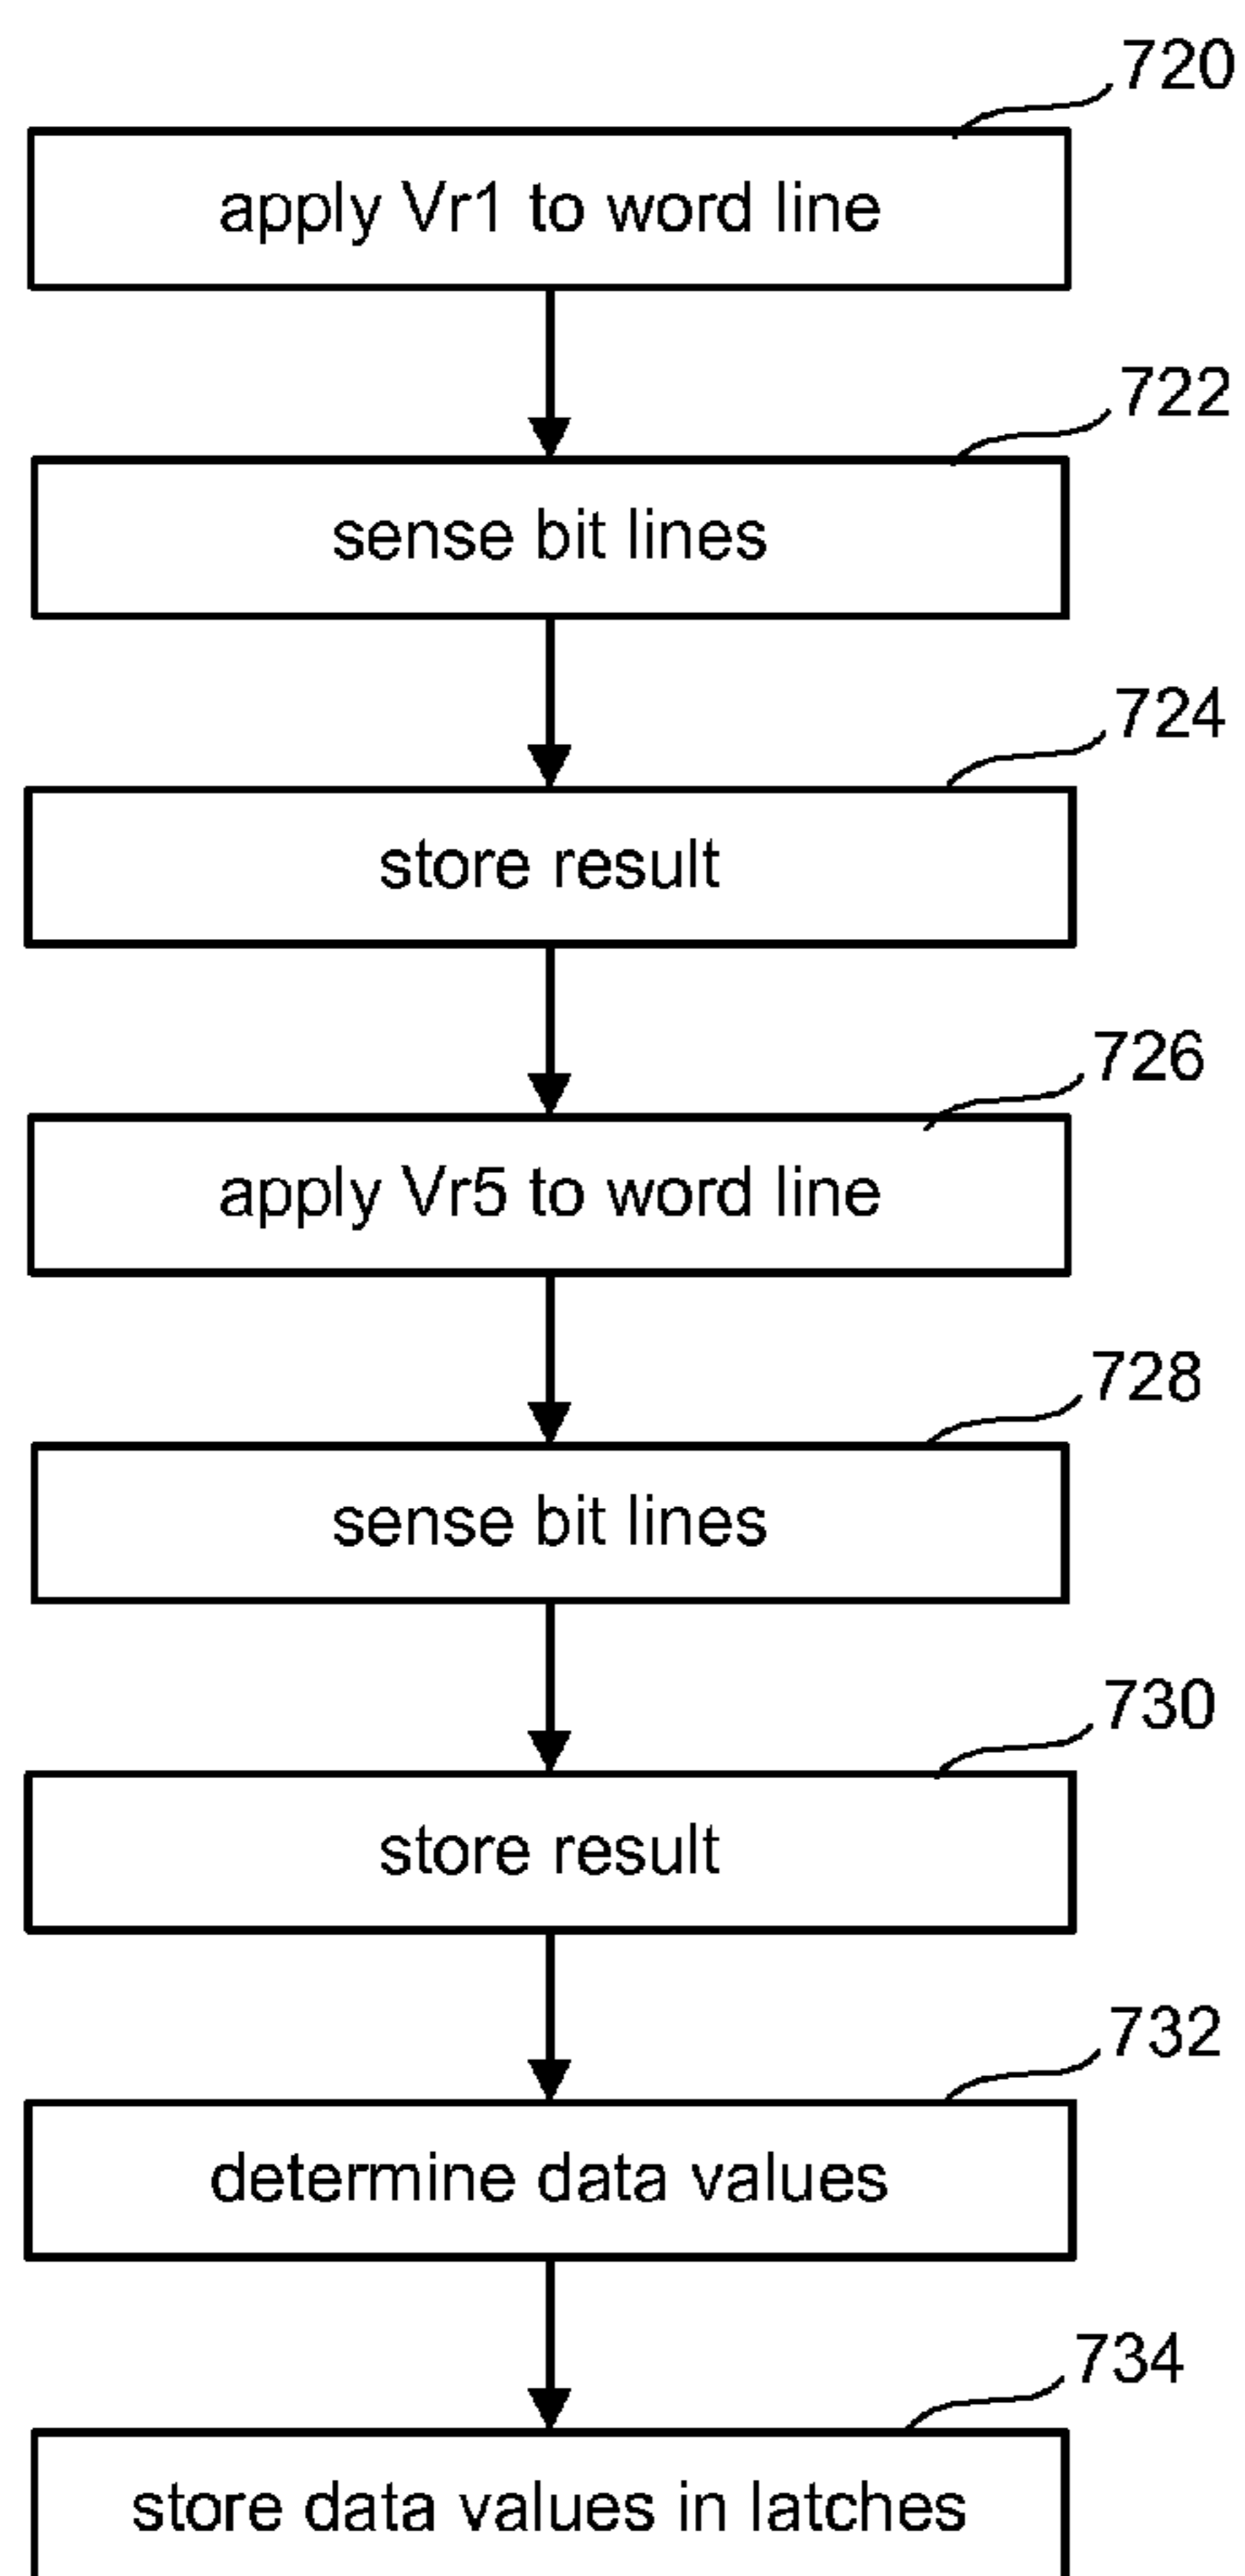 720
apply Vr1 to word line
722
sense bit lines
724
store result
726
apply Vr5 to word line
728
sense bit lines
730
store result
732
determine data values
734
store data values in latches